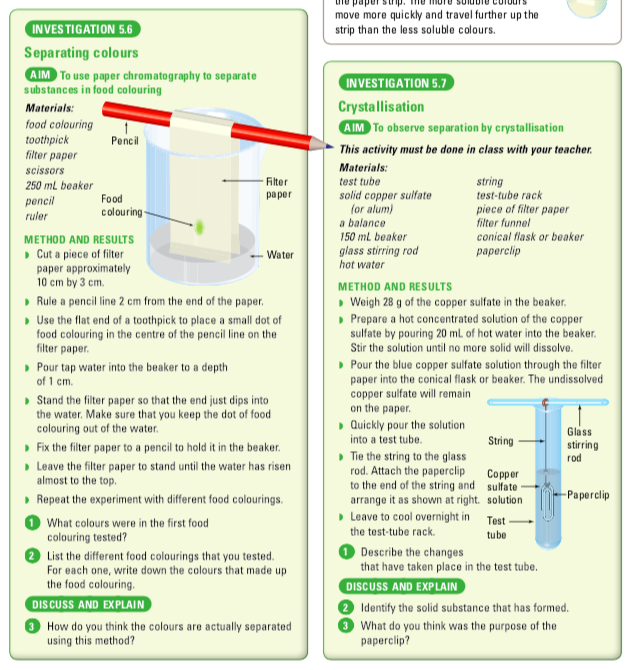 the paper strip. The more soluble colours
move more quickly and travel further up the
strip than the less soluble colours.
INVESTIGATION 5.6
Separating colours
AIM To use paper chromatography to separate
substances in food colouring
Materials:
food colouring
toothpick
filter paper
scissors
250 mL beaker
pencil
ruler
Pencil
Food
colouring
Filter
paper
Water
METHOD AND RESULTS
Cut a piece of filter
paper approximately
10 cm by 3 cm.
Rule a pencil line 2 cm from the end of the paper.
Use the flat end of a toothpick to place a small dot of
food colouring in the centre of the pencil line on the
filter paper.
Pour tap water into the beaker to a depth
of 1 cm.
Stand the filter paper so that the end just dips into
the water. Make sure that you keep the dot of food
colouring out of the water.
Fix the filter paper to a pencil to hold it in the beaker.
Leave the filter paper to stand until the water has risen
almost to the top.
Repeat the experiment with different food colourings.
1 What colours were in the first food
colouring tested?
2 List the different food colourings that you tested.
For each one, write down the colours that made up
the food colouring.
DISCUSS AND EXPLAIN
3 How do you think the colours are actually separated
using this method?
INVESTIGATION 5.7
Crystallisation
AIM To observe separation by crystallisation
This activity must be done in class with your teacher.
Materials:
test tube
solid copper sulfate
(or alum)
a balance
150 mL beaker
glass stirring rod
hot water
string
test-tube rack
piece of filter paper
filter funnel
conical flask or beaker
paperclip
METHOD AND RESULTS
Weigh 28 g of the copper sulfate in the beaker.
Prepare a hot concentrated solution of the copper
sulfate by pouring 20 mL of hot water into the beaker.
Stir the solution until no more solid will dissolve.
Pour the blue copper sulfate solution through the filter
paper into the conical flask or beaker. The undissolved
copper sulfate will remain
on the paper.
Quickly pour the solution
into a test tube.
Tie the string to the glass
rod. Attach the paperclip
to the end of the string and
arrange it as shown at right.
Leave to cool overnight in
the test-tube rack.
String
Glass
stirring
rod
Copper
sulfate
solution
Paperclip
Test
tube
1 Describe the changes
that have taken place in the test tube.
DISCUSS AND EXPLAIN
2 Identify the solid substance that has formed.
3 What do you think was the purpose of the
paperclip?